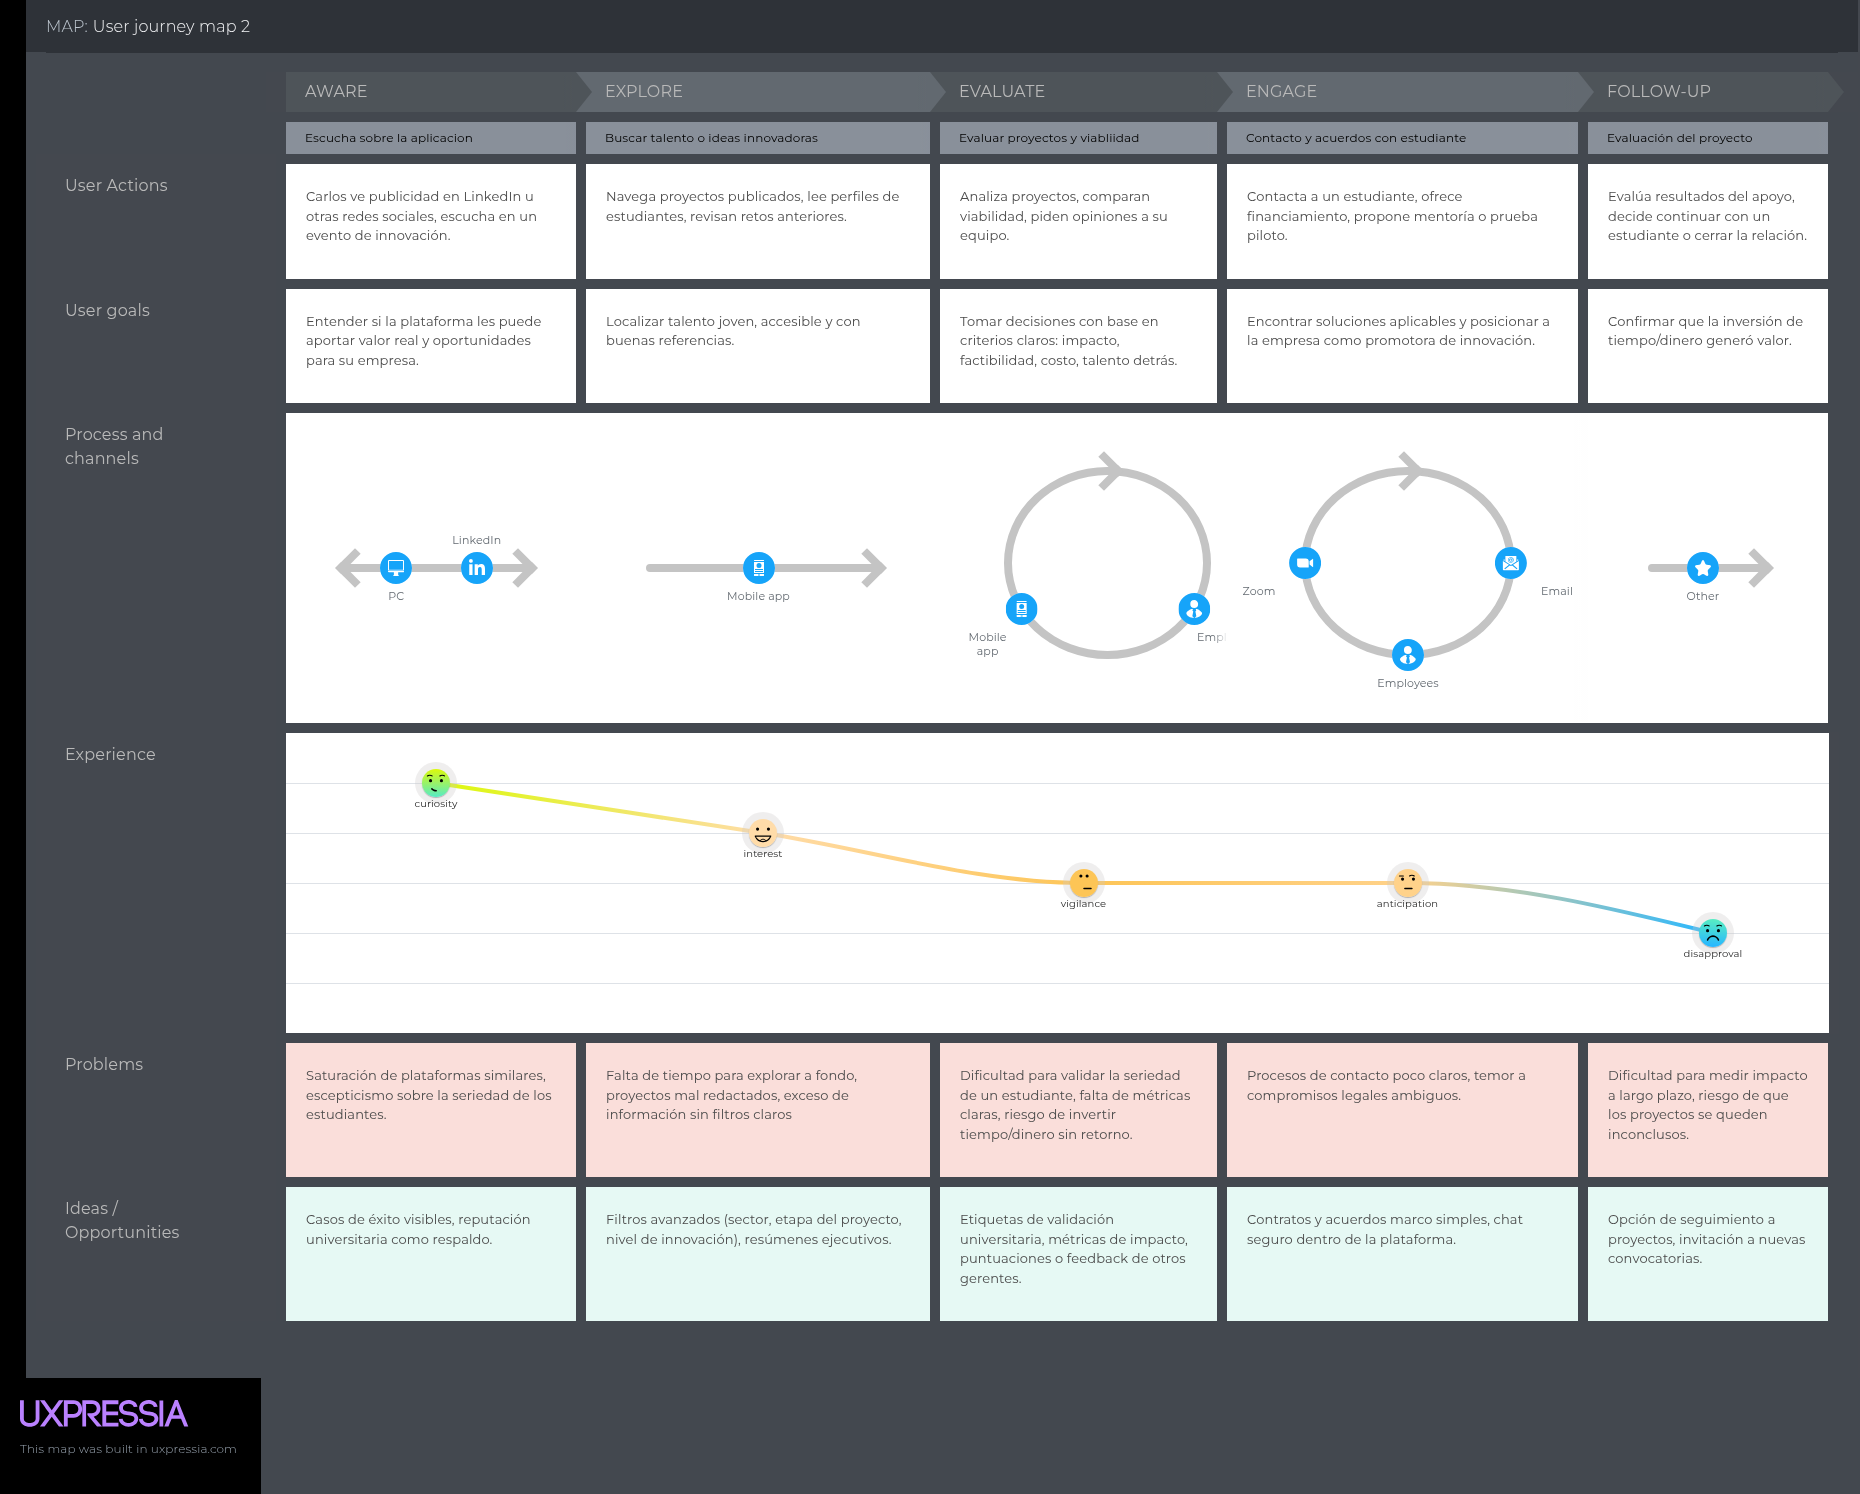 MAP: User journey map 2
AWARE
EXPLORE
EVALUATE
ENGAGE
FOLLOW-UP
Escucha sobre la aplicacion
Buscar talento o ideas innovadoras
Evaluar proyectos y viabliidad
Contacto y acuerdos con estudiante
Evaluación del proyecto
User Actions
Carlos ve publicidad en LinkedIn u
otras redes sociales, escucha en un
evento de innovación.
Navega proyectos publicados, lee perfiles de
estudiantes, revisan retos anteriores.
Analiza proyectos, comparan
viabilidad, piden opiniones a su
equipo.
Contacta a un estudiante, ofrece
financiamiento, propone mentoría o prueba
piloto.
Evalúa resultados del apoyo,
decide continuar con un
estudiante o cerrar la relación.
User goals
Entender si la plataforma les puede
aportar valor real y oportunidades
para su empresa.
Localizar talento joven, accesible y con
buenas referencias.
Tomar decisiones con base en
criterios claros: impacto,
factibilidad, costo, talento detrás.
Encontrar soluciones aplicables y posicionar a
la empresa como promotora de innovación.
Confirmar que la inversión de
tiempo/dinero generó valor.
Process and
channels
LinkedIn
PC
Mobile app
Mobile
app
Empl
Zoom
Email
Employees
Other
Experience
curiosity
interest
vigilance
anticipation
disapproval
Problems
Saturación de plataformas similares,
escepticismo sobre la seriedad de los
estudiantes.
Falta de tiempo para explorar a fondo,
proyectos mal redactados, exceso de
información sin filtros claros
Dificultad para validar la seriedad
de un estudiante, falta de métricas
claras, riesgo de invertir
tiempo/dinero sin retorno.
Procesos de contacto poco claros, temor a
compromisos legales ambiguos.
Dificultad para medir impacto
a largo plazo, riesgo de que
los proyectos se queden
inconclusos.
Ideas /
Opportunities
Casos de éxito visibles, reputación
universitaria como respaldo.
Filtros avanzados (sector, etapa del proyecto,
nivel de innovación), resúmenes ejecutivos.
Etiquetas de validación
universitaria, métricas de impacto,
puntuaciones o feedback de otros
gerentes.
Contratos y acuerdos marco simples, chat
seguro dentro de la plataforma.
Opción de seguimiento a
proyectos, invitación a nuevas
convocatorias.
UXPRESSIA
This map was built in uxpressia.com